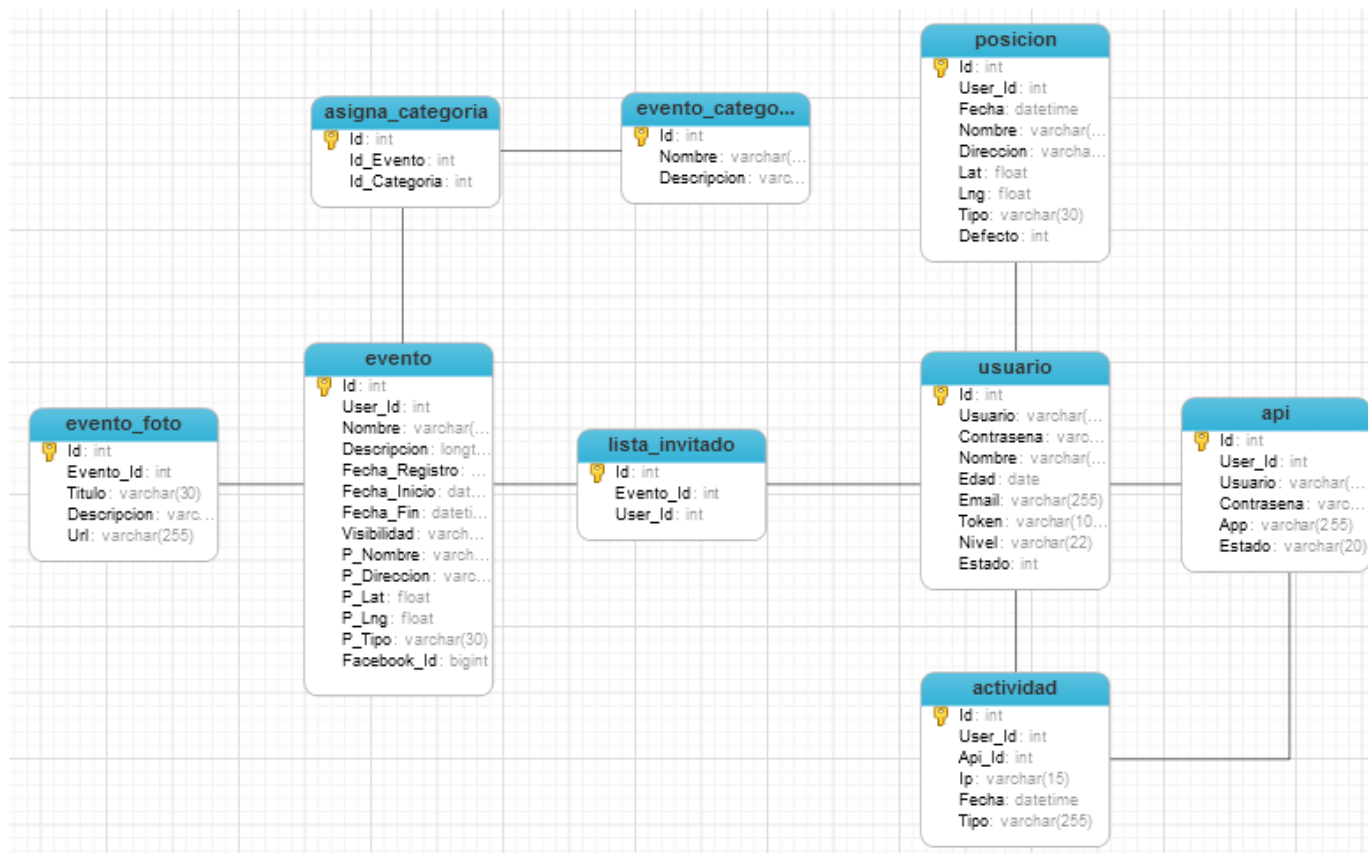 posicion
Id: int
User_Id: int
Fecha: datetime
Nombre: varchar(...
Direccion: varcha...
Lat: float
Lng: float
Tipo: varchar(30)
Defecto: int
asigna_categoria
Id: int
Id_Evento: int
Id_Categoria: int
evento_catego...
Id: int
Nombre: varchar(...
Descripcion: varc...
evento
Id: int
User_Id: int
Nombre: varchar(...
Descripcion: longt...
Fecha_Registro: ...
Fecha_Inicio: dat...
Fecha_Fin: dateti...
Visibilidad: varch...
P_Nombre: varch...
P_Direccion: varc...
P_Lat: float
P_Lng: float
P_Tipo: varchar(30)
Facebook_Id: bigint
usuario
Id: int
Usuario: varchar(...
Contrasena: varc...
Nombre: varchar(...
Edad: date
Email: varchar(255)
Token: varchar(10...
Nivel: varchar(22)
Estado: int
api
Id: int
User_Id: int
Usuario: varchar(...
Contrasena: varc...
App: varchar(255)
Estado: varchar(20)
evento_foto
Id: int
Evento_Id: int
Titulo: varchar(30)
Descripcion: varc...
Url: varchar(255)
lista_invitado
Id: int
Evento_Id: int
User_Id: int
actividad
Id: int
User_Id: int
Api_Id: int
Ip: varchar(15)
Fecha: datetime
Tipo: varchar(255)